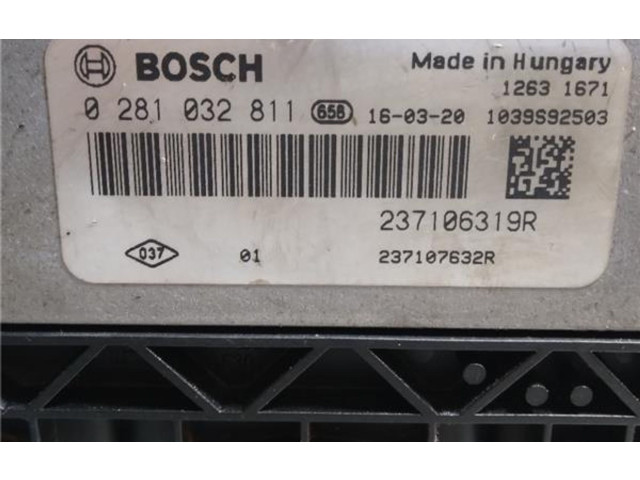 BOSCH Made in Hungary
1263 1671
0 281 032 811 658 16-03-20 1039S92503
237106319R
037 01 237107632R